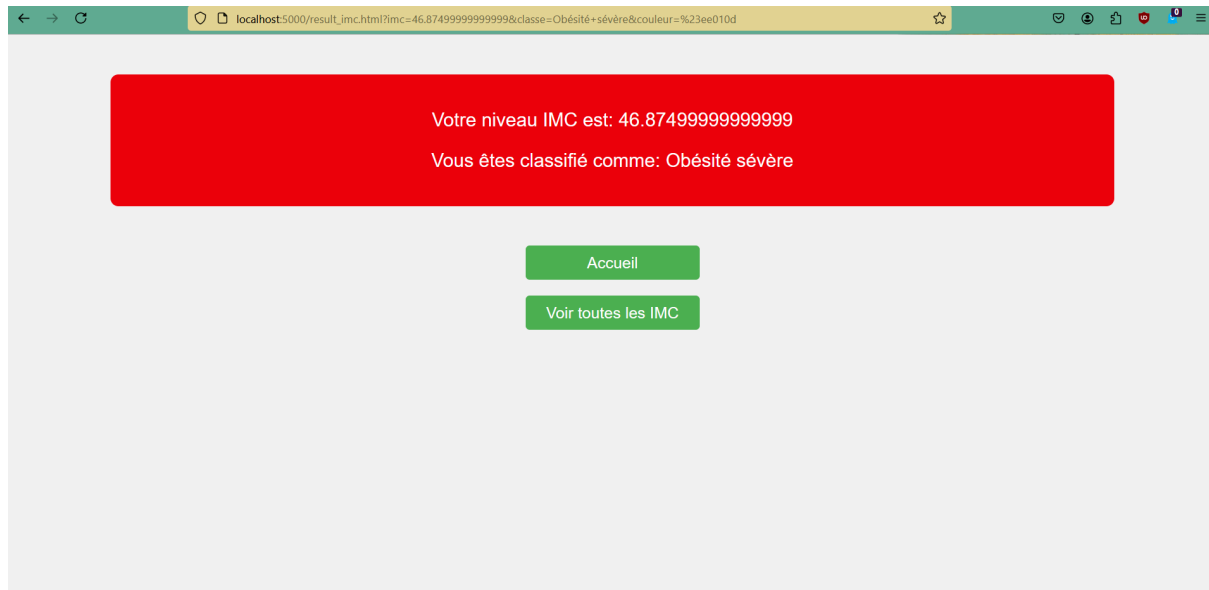 localhost:5000/result_imc.html?imc=46.87499999999999&classe=Obésité+sévère&couleur=%23ee010d
0
Votre niveau IMC est: 46.87499999999999
Vous êtes classifié comme: Obésité sévère
Accueil
Voir toutes les IMC